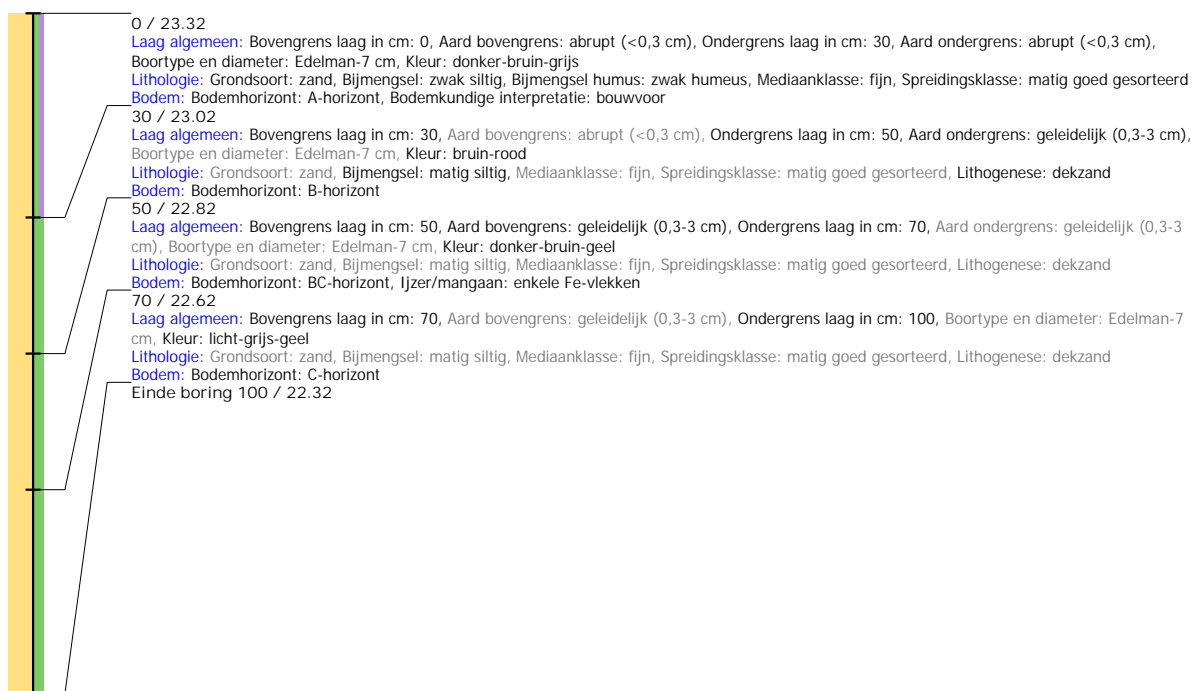 0 / 23.32
Laag algemeen: Bovengrens laag in cm: 0, Aard bovengrens: abrupt (<0,3 cm), Ondergrens laag in cm: 30, Aard ondergrens: abrupt (<0,3 cm),
Boortype en diameter: Edelman-7 cm, Kleur: donker-bruin-grijs
Lithologie: Grondsoort: zand, Bijmengsel: zwak siltig, Bijmengsel humus: zwak humeus, Mediaanklasse: fijn, Spreidingsklasse: matig goed gesorteerd
Bodem: Bodemhorizont: A-horizont, Bodemkundige interpretatie: bouwvoor
30 / 23.02
Laag algemeen: Bovengrens laag in cm: 30, Aard bovengrens: abrupt (<0,3 cm), Ondergrens laag in cm: 50, Aard ondergrens: geleidelijk (0,3-3 cm),
Boortype en diameter: Edelman-7 cm, Kleur: bruin-rood
Lithologie: Grondsoort: zand, Bijmengsel: matig siltig, Mediaanklasse: fijn, Spreidingsklasse: matig goed gesorteerd, Lithogenese: dekzand
Bodem: Bodemhorizont: B-horizont
50 / 22.82
Laag algemeen: Bovengrens laag in cm: 50, Aard bovengrens: geleidelijk (0,3-3 cm), Ondergrens laag in cm: 70, Aard ondergrens: geleidelijk (0,3-3
cm), Boortype en diameter: Edelman-7 cm, Kleur: donker-bruin-geel
Lithologie: Grondsoort: zand, Bijmengsel: matig siltig, Mediaanklasse: fijn, Spreidingsklasse: matig goed gesorteerd, Lithogenese: dekzand
Bodem: Bodemhorizont: BC-horizont, Ijzer/mangaan: enkele Fe-vlekken
70 / 22.62
Laag algemeen: Bovengrens laag in cm: 70, Aard bovengrens: geleidelijk (0,3-3 cm), Ondergrens laag in cm: 100, Boortype en diameter: Edelman-7
cm, Kleur: licht-grijs-geel
Lithologie: Grondsoort: zand, Bijmengsel: matig siltig, Mediaanklasse: fijn, Spreidingsklasse: matig goed gesorteerd, Lithogenese: dekzand
Bodem: Bodemhorizont: C-horizont
Einde boring 100 / 22.32